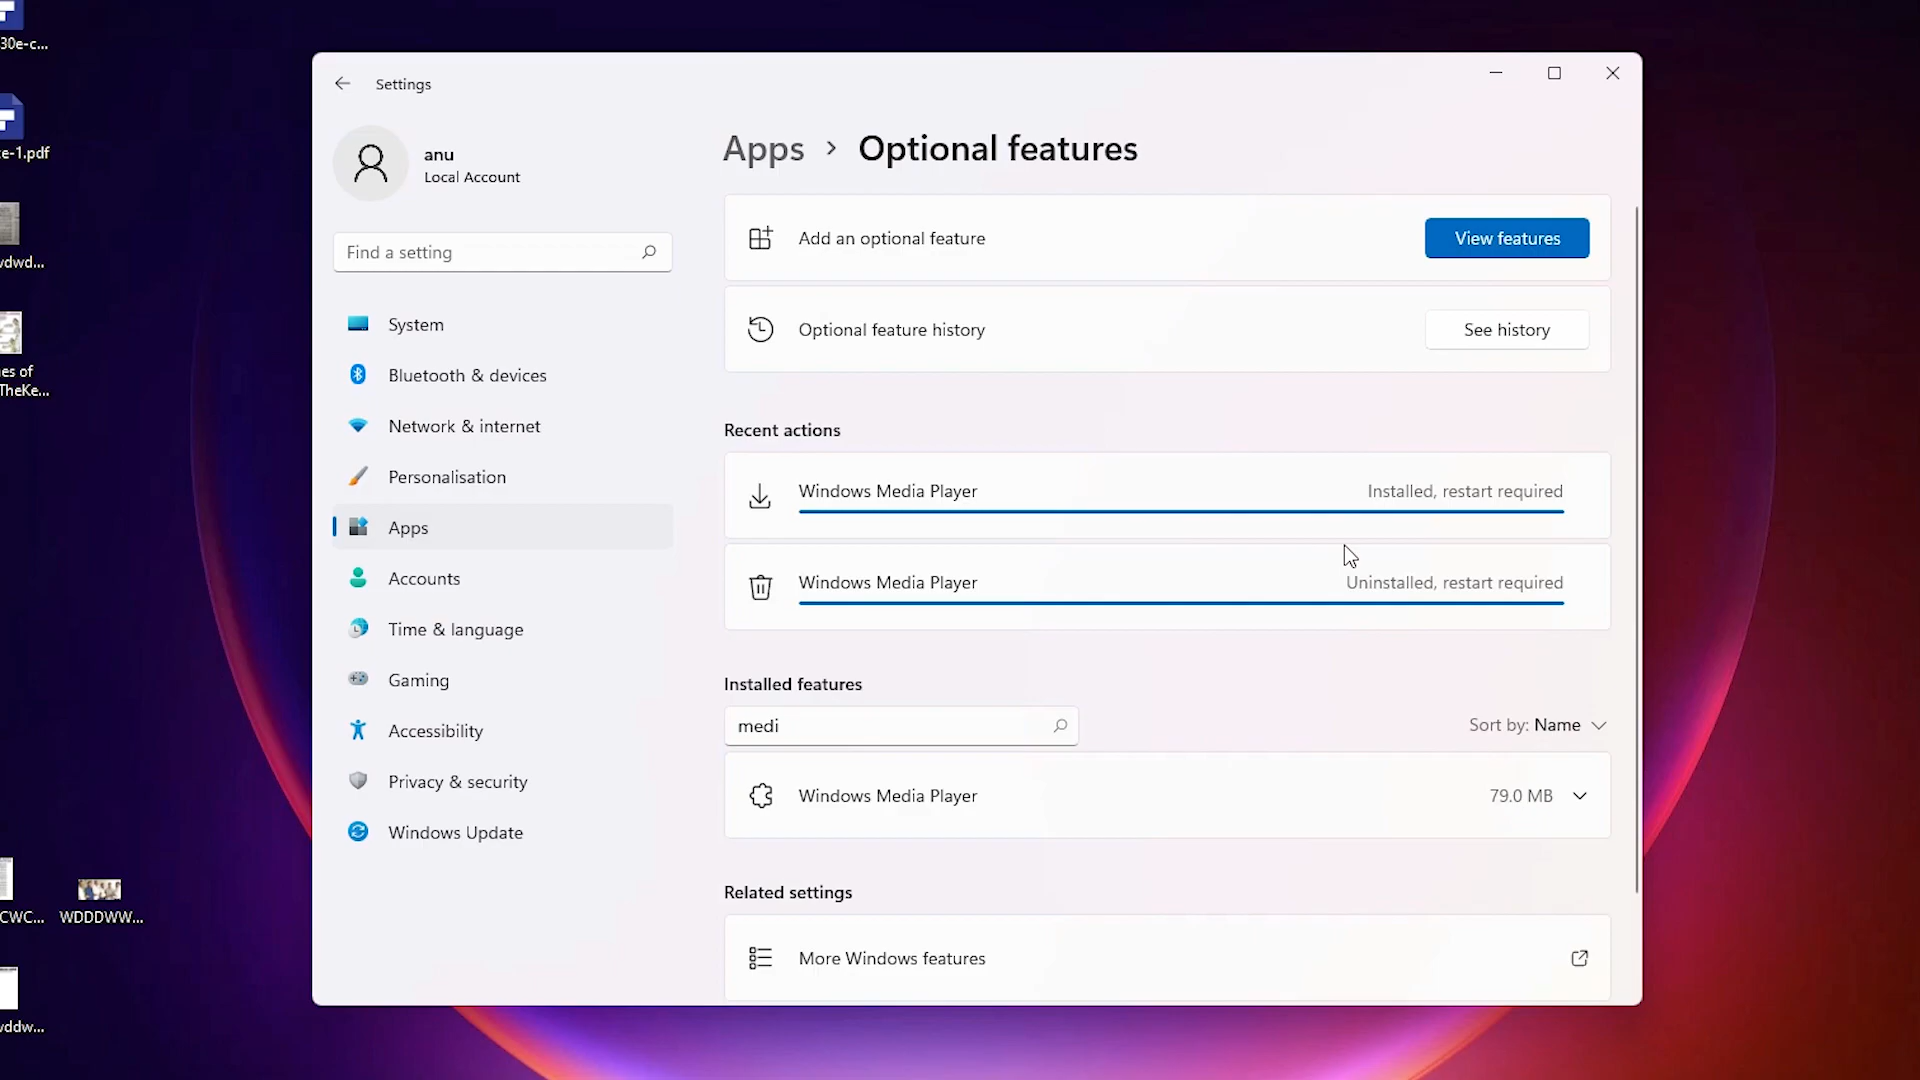 30e-c...
e-1.pdf
wdwd...
es of
TheKe...
CWC...
WDDDWW...
vddw...
Settings
anu
Local Account
Find a setting
System
Bluetooth & devices
Network & internet
Personalisation
Apps
Accounts
Time & language
Gaming
Accessibility
Privacy & security
Windows Update
Apps > Optional features
Add an optional feature
View features
Optional feature history
See history
Recent actions
Windows Media Player
Installed, restart required
Windows Media Player
Uninstalled, restart required
Installed features
medi
Sort by: Name
Windows Media Player
79.0 MB
Related settings
More Windows features